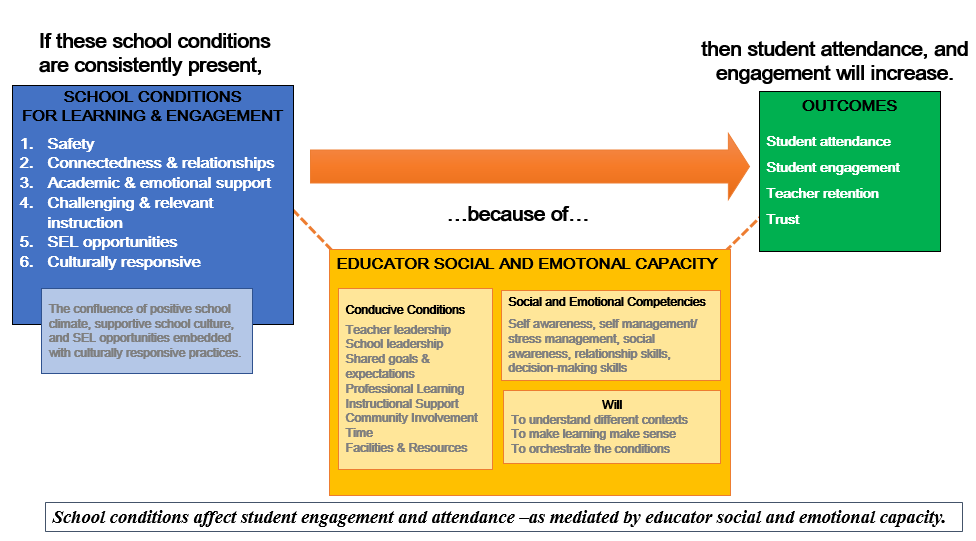 If these school conditions
are consistently present,
SCHOOL CONDITIONS
FOR LEARNING & ENGAGEMENT
1. Safety
2. Connectedness & relationships
3. Academic & emotional support
4. Challenging & relevant
instruction
5. SEL opportunities
6. Culturally responsive
The confluence of positive school
climate, supportive school culture,
and SEL opportunities embedded
with culturally responsive practices.
…because of…
EDUCATOR SOCIAL AND EMOTONAL CAPACITY
Conducive Conditions
Teacher leadership
School leadership
Shared goals &
expectations
Professional Learning
Instructional Support
Community Involvement
Time
Facilities & Resources
Social and Emotional Competencies
Self awareness, self management/
stress management, social
awareness, relationship skills,
decision-making skills
Will
To understand different contexts
To make learning make sense
To orchestrate the conditions
then student attendance, and
engagement will increase.
OUTCOMES
Student attendance
Student engagement
Teacher retention
Trust
School conditions affect student engagement and attendance –as mediated by educator social and emotional capacity.